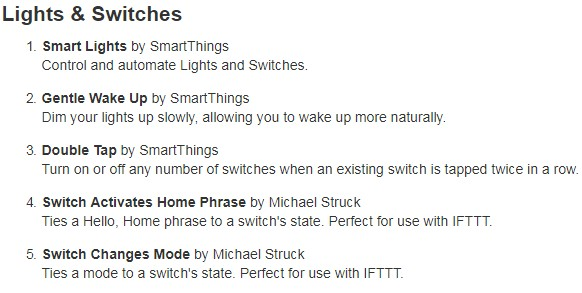 Lights & Switches
1. Smart Lights by SmartThings
Control and automate Lights and Switches.
2. Gentle Wake Up by SmartThings
Dim your lights up slowly, allowing you to wake up more naturally.
3. Double Tap by SmartThings
Turn on or off any number of switches when an existing switch is tapped twice in a row.
4. Switch Activates Home Phrase by Michael Struck
Ties a Hello, Home phrase to a switch's state. Perfect for use with IFTTT.
5. Switch Changes Mode by Michael Struck
Ties a mode to a switch's state. Perfect for use with IFTTT.